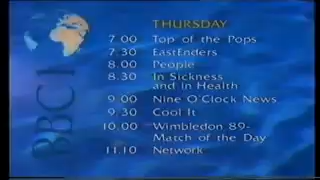 BBC1
THURSDAY
7.00 Top of the Pops
7.30 EastEnders
8.00 People
8.30 In Sickness
and in Health
9.00 Nine O'Clock News
9.30 Cool It
10.00 Wimbledon 89-
Match of the Day
11.10 Network